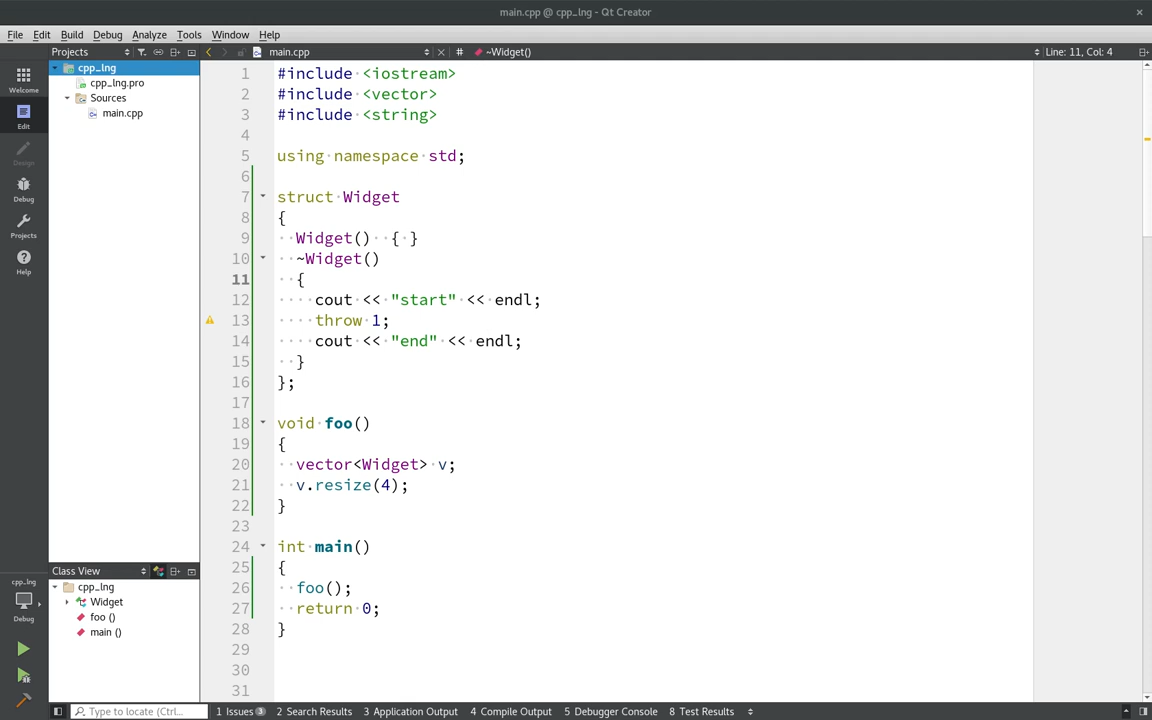 main.cpp @ cpp_lng - Qt Creator
File Edit Build Debug Analyze Tools Window Help
Projects main.cpp # ~Widget() Line: 11, Col: 4
Welcome
Edit
Design
Debug
Projects
Help
cpp_lng
Debug
cpp_lng
cpp_lng.pro
Sources
main.cpp
1 #include <iostream>
2 #include <vector>
3 #include <string>
4
5 using namespace std;
6
7 struct Widget
8 {
9 Widget() { }
10 ~Widget()
11 {
12 cout << "start" << endl;
13 throw 1;
14 cout << "end" << endl;
15 }
16 };
17
18 void foo()
19 {
20 vector<Widget> v;
21 v.resize(4);
22 }
23
24 int main()
25 {
26 foo();
27 return 0;
28 }
29
30
31
Class View
cpp_lng
Widget
foo ()
main ()
Type to locate (Ctrl... 1 Issues 3 2 Search Results 3 Application Output 4 Compile Output 5 Debugger Console 8 Test Results